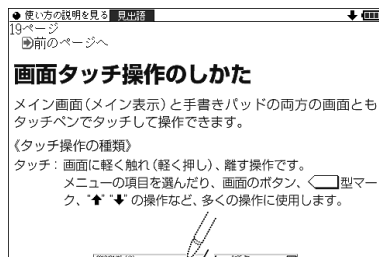 ● 使い方の説明を見る 見出語
19ページ
前のページへ
画面タッチ操作のしかた
メイン画面(メイン表示)と手書きパッドの両方の画面とも
タッチペンでタッチして操作できます。
《タッチ操作の種類》
タッチ：画面に軽く触れ(軽く押し)、離す操作です。
メニューの項目を選んだり、画面のボタン、型マー
ク、"⬆" "⬇" の操作など、多くの操作に使用します。